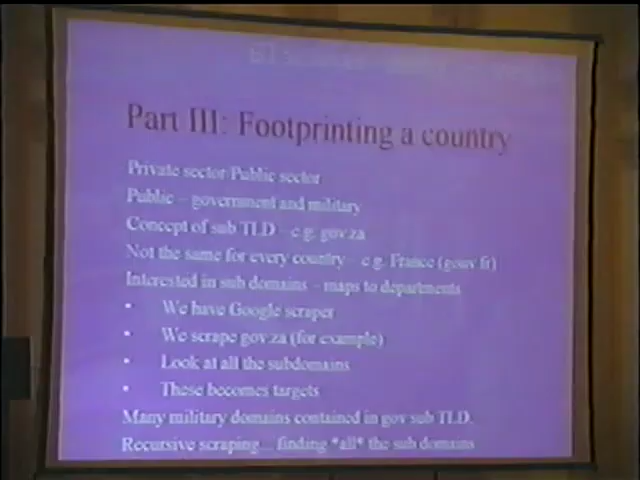 Part III: Footprinting a country
Private sector/Public sector
Public – government and military
Concept of sub TLD – e.g. gov.za
Not the same for every country – e.g. France (gouv.fr)
Interested in sub domains – maps to departments
• We have Google scraper
• We scrape gov.za (for example)
• Look at all the subdomains
• These becomes targets
Many military domains contained in gov sub TLD.
Recursive scraping... finding *all* the sub domains